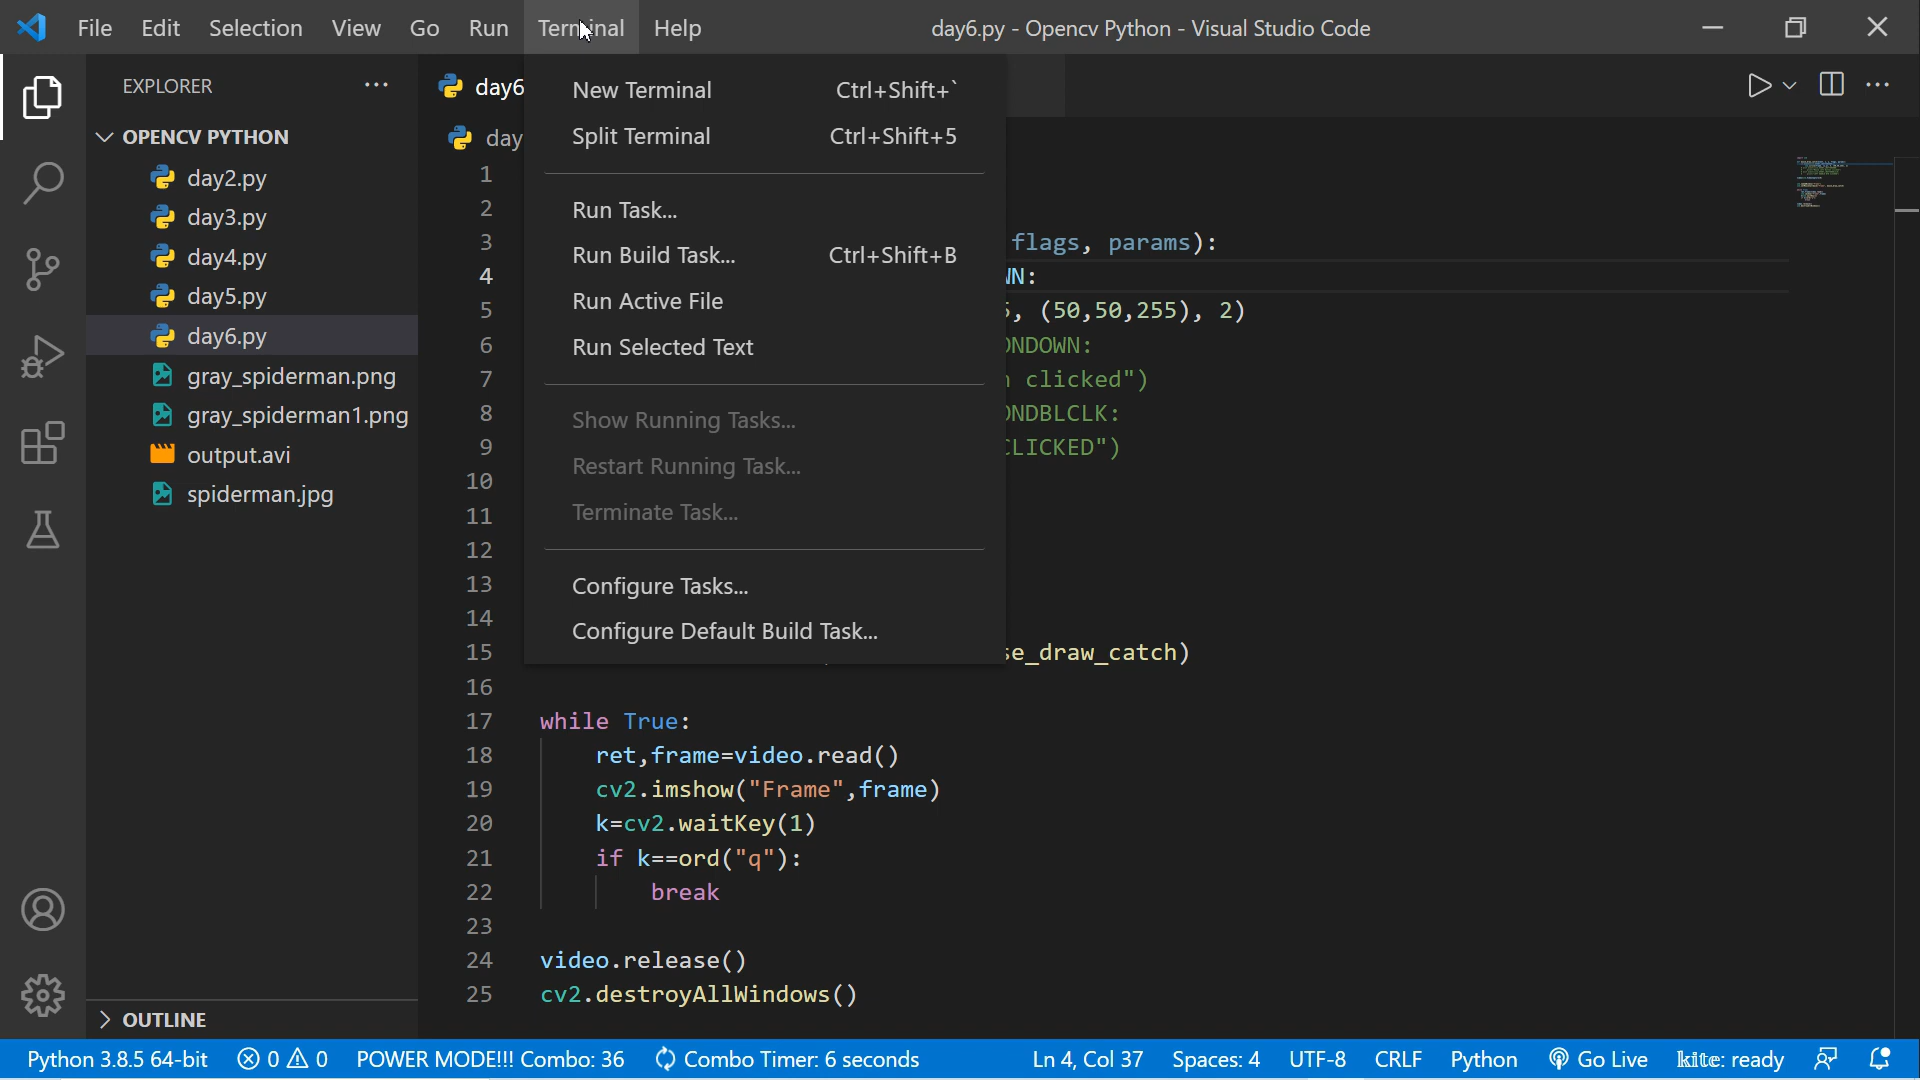 File Edit Selection View Go Run Terminal Help day6.py - Opencv Python - Visual Studio Code
EXPLORER
OPENCV PYTHON
day2.py
day3.py
day4.py
day5.py
day6.py
gray_spiderman.png
gray_spiderman1.png
output.avi
spiderman.jpg
OUTLINE
day6
day
New Terminal Ctrl+Shift+`
Split Terminal Ctrl+Shift+5
Run Task...
Run Build Task... Ctrl+Shift+B
Run Active File
Run Selected Text
Show Running Tasks...
Restart Running Task...
Terminate Task...
Configure Tasks...
Configure Default Build Task...
1
2
3 flags, params):
4 WN:
5 , (50,50,255), 2)
6 ONDOWN:
7 clicked")
8 ONDBLCLK:
9 CLICKED")
10
11
12
13
14
15 se_draw_catch)
16
17 while True:
18 ret,frame=video.read()
19 cv2.imshow("Frame",frame)
20 k=cv2.waitKey(1)
21 if k==ord("q"):
22 break
23
24 video.release()
25 cv2.destroyAllWindows()
Python 3.8.5 64-bit 0 0 POWER MODE!!! Combo: 36 Combo Timer: 6 seconds Ln 4, Col 37 Spaces: 4 UTF-8 CRLF Python Go Live kite: ready